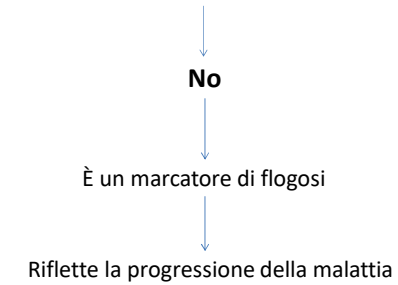 No
È un marcatore di flogosi
Riflette la progressione della malattia